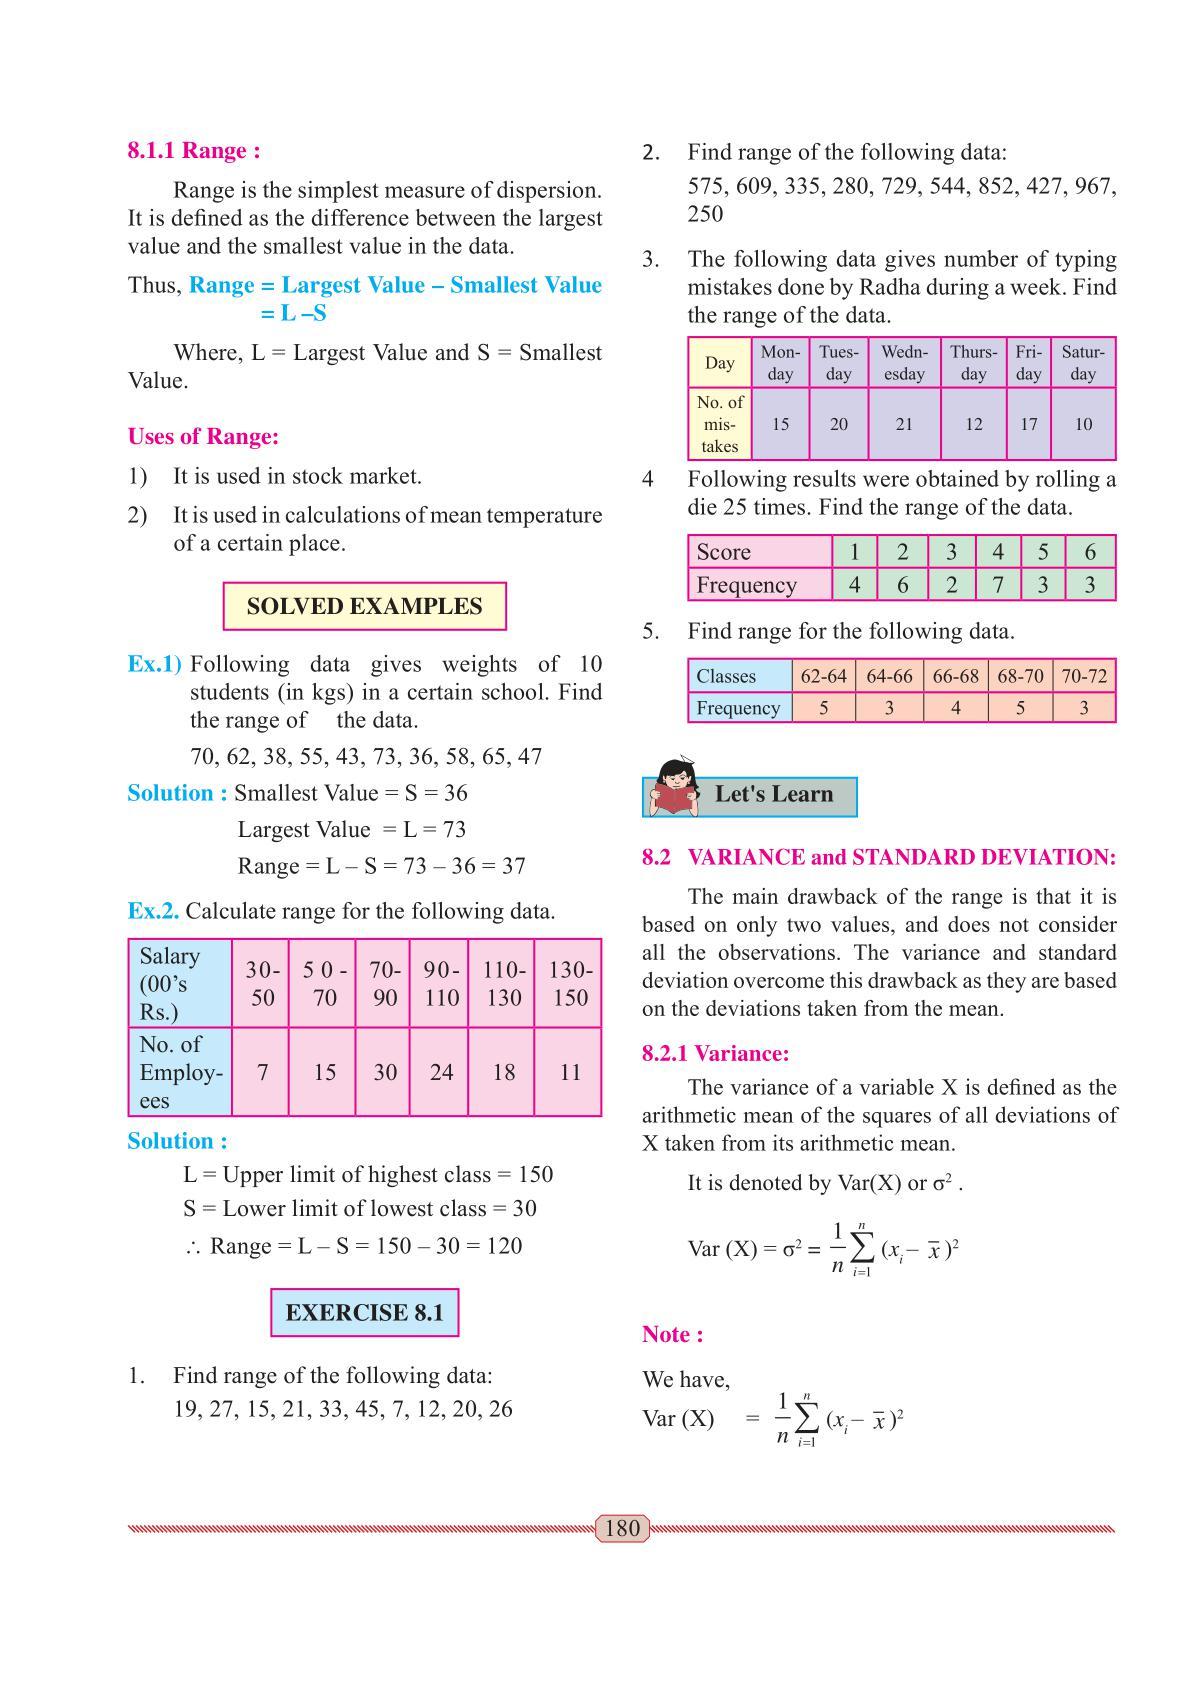 8.1.1 Range :
Range is the simplest measure of dispersion.
It is defined as the difference between the largest
value and the smallest value in the data.
Thus, Range = Largest Value – Smallest Value
= L –S
Where, L = Largest Value and S = Smallest
Value.
Uses of Range:
1) It is used in stock market.
2) It is used in calculations of mean temperature
of a certain place.
SOLVED EXAMPLES
Ex.1) Following data gives weights of 10
students (in kgs) in a certain school. Find
the range of the data.
70, 62, 38, 55, 43, 73, 36, 58, 65, 47
Solution : Smallest Value = S = 36
Largest Value = L = 73
Range = L – S = 73 – 36 = 37
Ex.2. Calculate range for the following data.
Salary (00's Rs.) 30-50 50-70 70-90 90-110 110-130 130-150
No. of Employ-ees 7 15 30 24 18 11
Solution :
L = Upper limit of highest class = 150
S = Lower limit of lowest class = 30
∴ Range = L – S = 150 – 30 = 120
EXERCISE 8.1
1. Find range of the following data:
19, 27, 15, 21, 33, 45, 7, 12, 20, 26
2. Find range of the following data:
575, 609, 335, 280, 729, 544, 852, 427, 967,
250
3. The following data gives number of typing
mistakes done by Radha during a week. Find
the range of the data.
Day Mon-day Tues-day Wedn-esday Thurs-day Fri-day Satur-day
No. of mis-takes 15 20 21 12 17 10
4 Following results were obtained by rolling a
die 25 times. Find the range of the data.
Score 1 2 3 4 5 6
Frequency 4 6 2 7 3 3
5. Find range for the following data.
Classes 62-64 64-66 66-68 68-70 70-72
Frequency 5 3 4 5 3
Let's Learn
8.2 VARIANCE and STANDARD DEVIATION:
The main drawback of the range is that it is
based on only two values, and does not consider
all the observations. The variance and standard
deviation overcome this drawback as they are based
on the deviations taken from the mean.
8.2.1 Variance:
The variance of a variable X is defined as the
arithmetic mean of the squares of all deviations of
X taken from its arithmetic mean.
It is denoted by Var(X) or σ² .
Var (X) = σ² = 1/n ∑_{i=1}^{n} (x_i – x̄ )²
Note :
We have,
Var (X) = 1/n ∑_{i=1}^{n} (x_i – x̄ )²
180